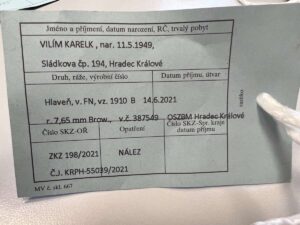 Jméno a příjmení, datum narození, RČ, trvalý pobyt
VILÍM KARELK , nar. 11.5.1949,
Sládkova čp. 194, Hradec Králové
Druh, ráže, výrobní číslo
Datum příjmu, útvar
Hlaveň, v. FN, vz. 1910 B 14.6.2021
r. 7,65 mm Brow., v.č. 387549 OSZBM Hradec Králové
Číslo SKZ-OŘ
Opatření
Číslo SKZ-Spr. kraje
datum příjmu
ZKZ 198/2021
NÁLEZ
Č.J. KRPH-55039/2021
MV č. skl. 667